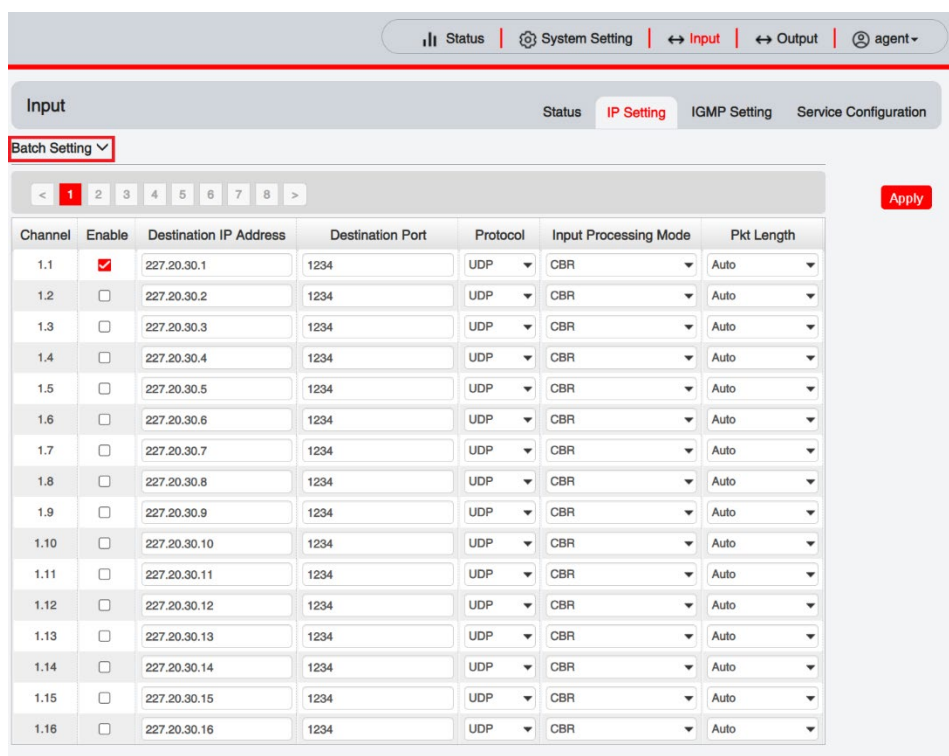 Status System Setting Input Output agent
Input Status IP Setting IGMP Setting Service Configuration
Batch Setting
< 1 2 3 4 5 6 7 8 > Apply
Channel Enable Destination IP Address Destination Port Protocol Input Processing Mode Pkt Length
1.1 227.20.30.1 1234 UDP CBR Auto
1.2 227.20.30.2 1234 UDP CBR Auto
1.3 227.20.30.3 1234 UDP CBR Auto
1.4 227.20.30.4 1234 UDP CBR Auto
1.5 227.20.30.5 1234 UDP CBR Auto
1.6 227.20.30.6 1234 UDP CBR Auto
1.7 227.20.30.7 1234 UDP CBR Auto
1.8 227.20.30.8 1234 UDP CBR Auto
1.9 227.20.30.9 1234 UDP CBR Auto
1.10 227.20.30.10 1234 UDP CBR Auto
1.11 227.20.30.11 1234 UDP CBR Auto
1.12 227.20.30.12 1234 UDP CBR Auto
1.13 227.20.30.13 1234 UDP CBR Auto
1.14 227.20.30.14 1234 UDP CBR Auto
1.15 227.20.30.15 1234 UDP CBR Auto
1.16 227.20.30.16 1234 UDP CBR Auto